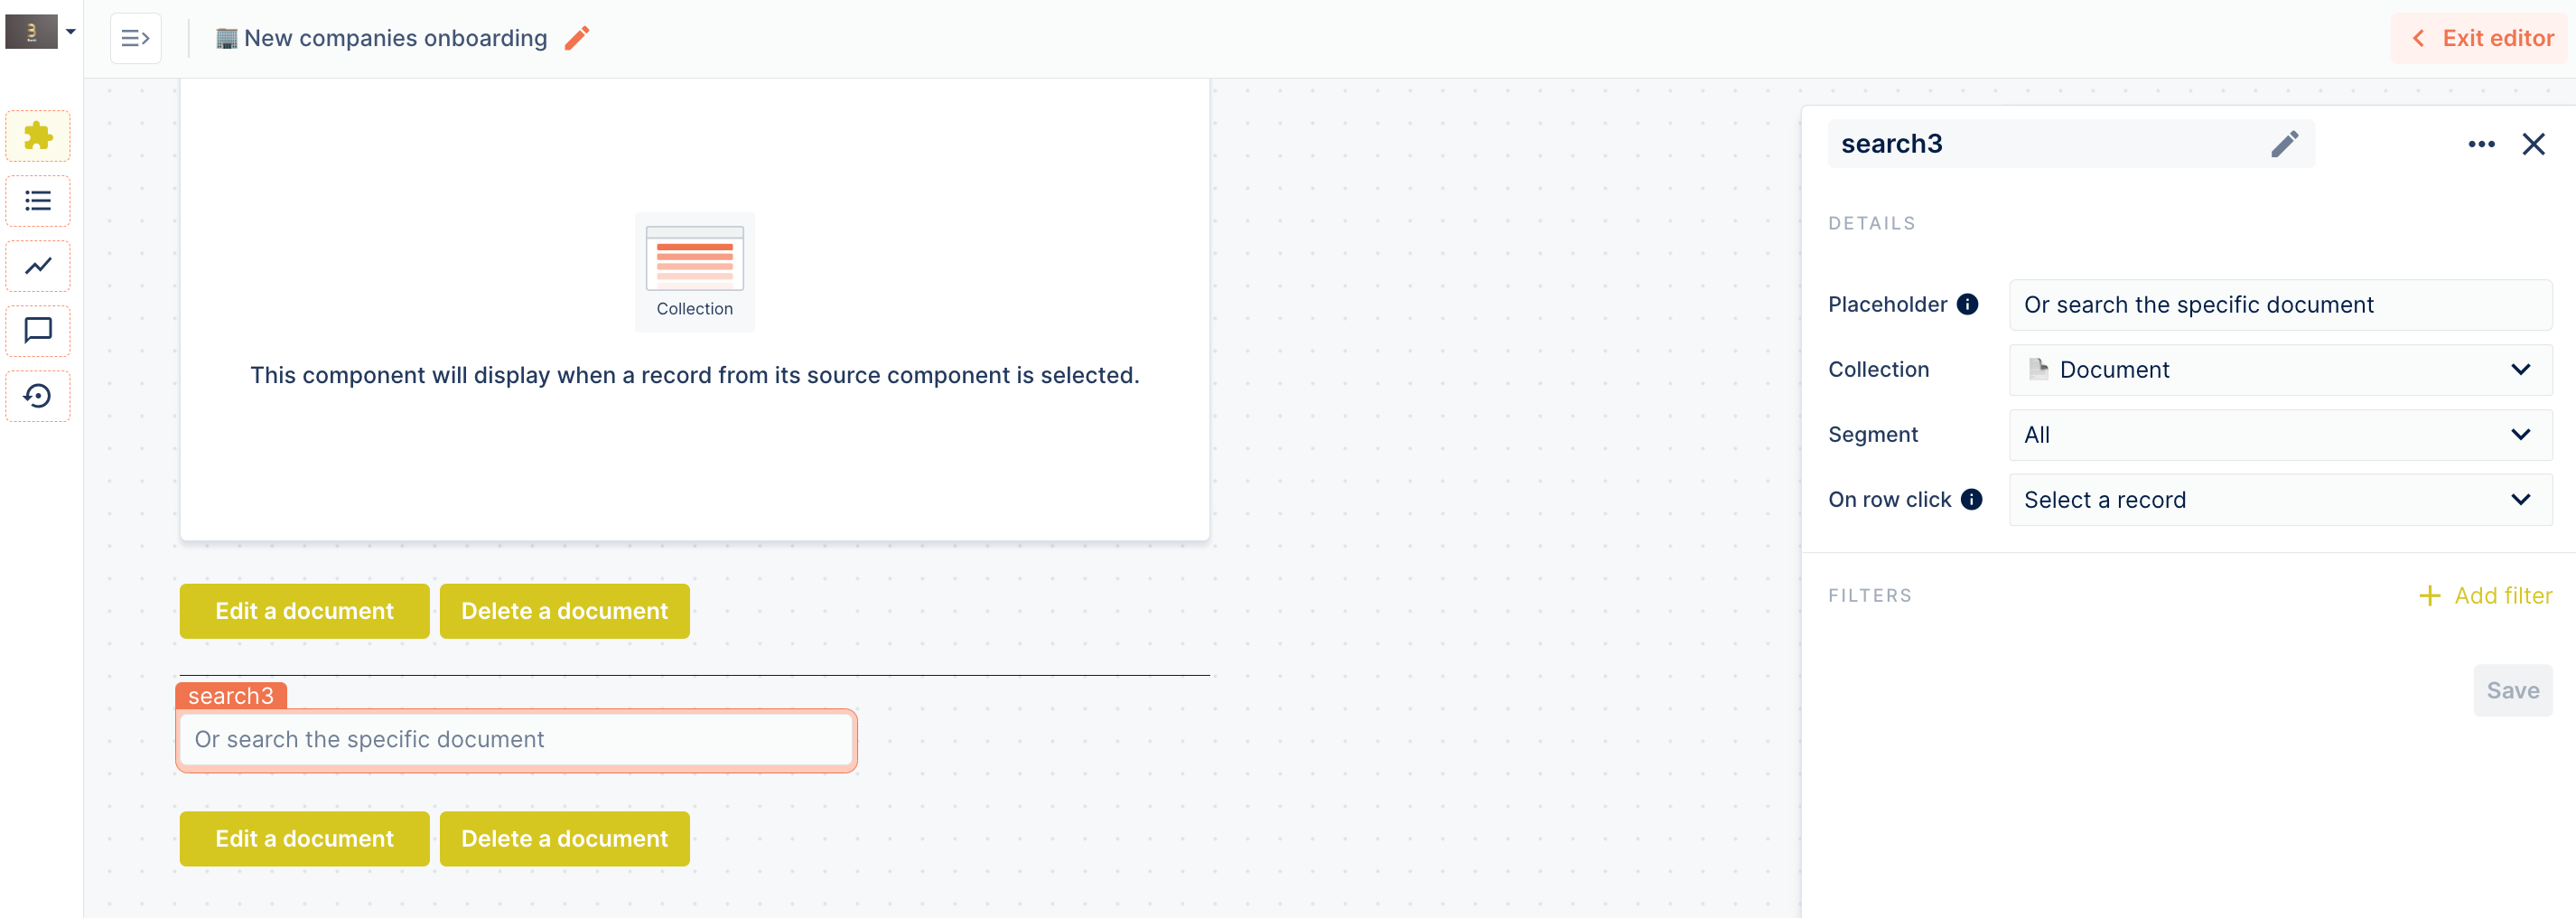 New companies onboarding
Exit editor
Collection
This component will display when a record from its source component is selected.
Edit a document
Delete a document
search3
Or search the specific document
Edit a document
Delete a document
search3
DETAILS
Placeholder
Or search the specific document
Collection
Document
Segment
All
On row click
Select a record
FILTERS
+ Add filter
Save